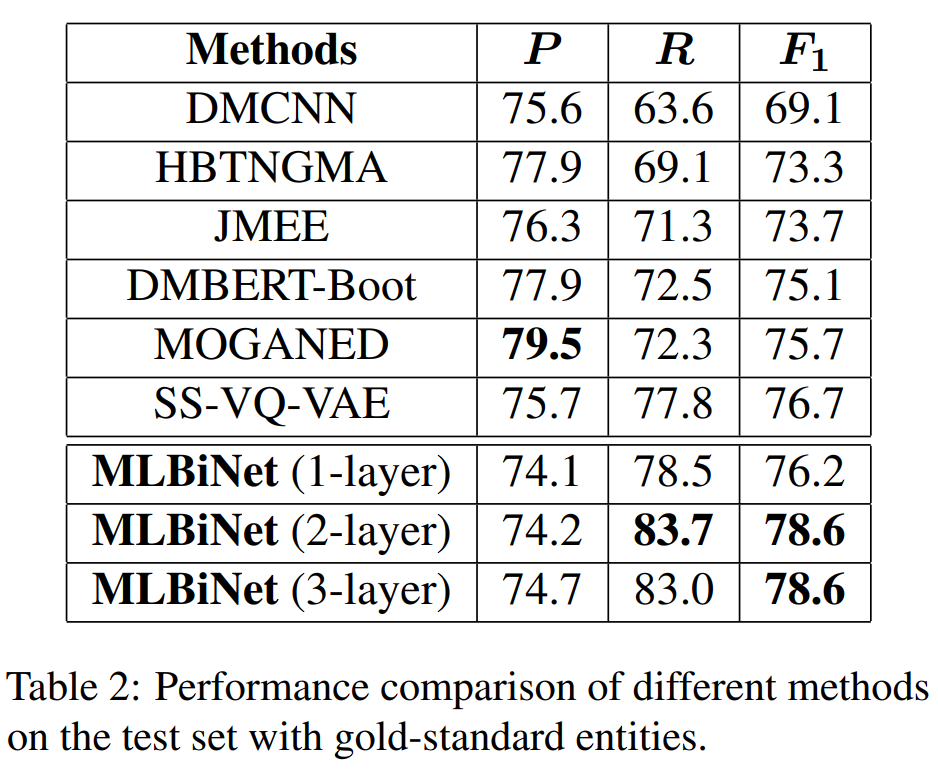 Methods P R F1
DMCNN 75.6 63.6 69.1
HBTNGMA 77.9 69.1 73.3
JMEE 76.3 71.3 73.7
DMBERT-Boot 77.9 72.5 75.1
MOGANED 79.5 72.3 75.7
SS-VQ-VAE 75.7 77.8 76.7
MLBiNet (1-layer) 74.1 78.5 76.2
MLBiNet (2-layer) 74.2 83.7 78.6
MLBiNet (3-layer) 74.7 83.0 78.6
Table 2: Performance comparison of different methods
on the test set with gold-standard entities.